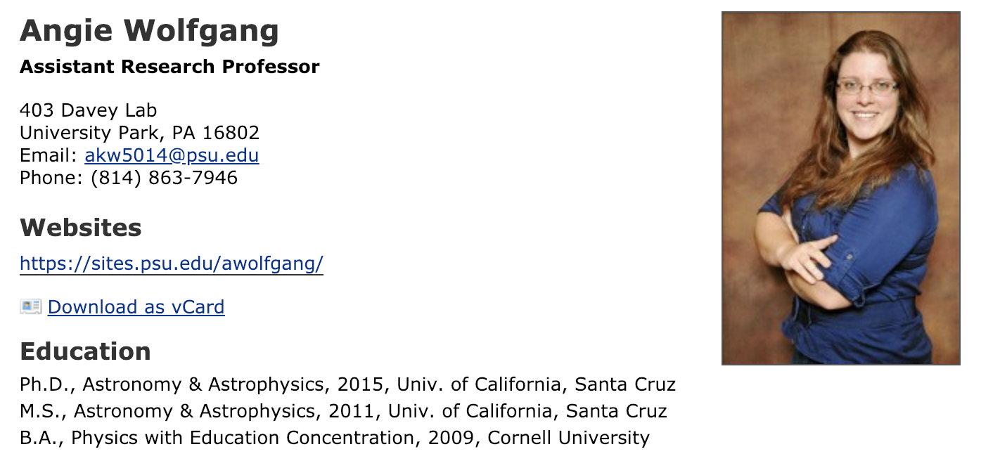 Angie Wolfgang
Assistant Research Professor
403 Davey Lab
University Park, PA 16802
Email: akw5014@psu.edu
Phone: (814) 863-7946
Websites
https://sites.psu.edu/awolfgang/
Download as vCard
Education
Ph.D., Astronomy & Astrophysics, 2015, Univ. of California, Santa Cruz
M.S., Astronomy & Astrophysics, 2011, Univ. of California, Santa Cruz
B.A., Physics with Education Concentration, 2009, Cornell University